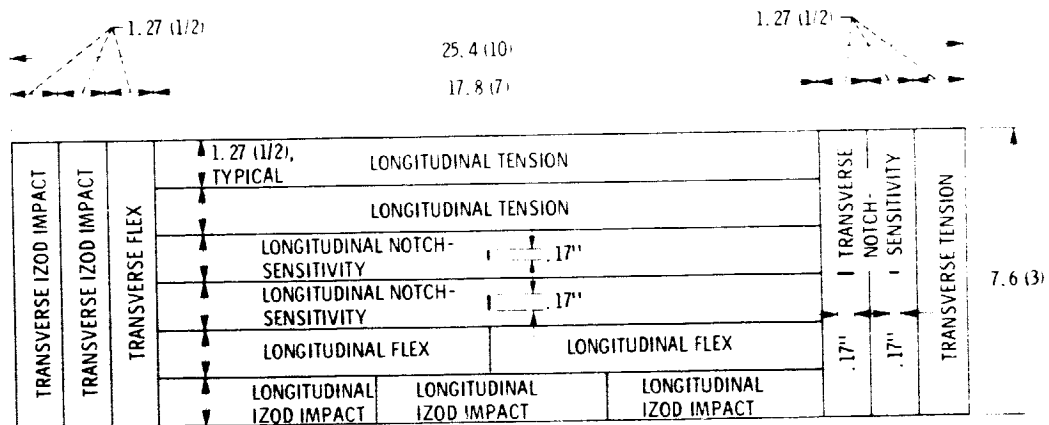 1.27 (1/2)
1.27 (1/2)
25.4 (10)
17.8 (7)
TRANSVERSE IZOD IMPACT
TRANSVERSE IZOD IMPACT
TRANSVERSE FLEX
1.27 (1/2),
TYPICAL
LONGITUDINAL TENSION
LONGITUDINAL TENSION
LONGITUDINAL NOTCH-
SENSITIVITY
.17"
LONGITUDINAL NOTCH-
SENSITIVITY
.17"
LONGITUDINAL FLEX
LONGITUDINAL FLEX
LONGITUDINAL
IZOD IMPACT
LONGITUDINAL
IZOD IMPACT
LONGITUDINAL
IZOD IMPACT
TRANSVERSE
NOTCH-
SENSITIVITY
.17"
.17"
TRANSVERSE TENSION
7.6 (3)